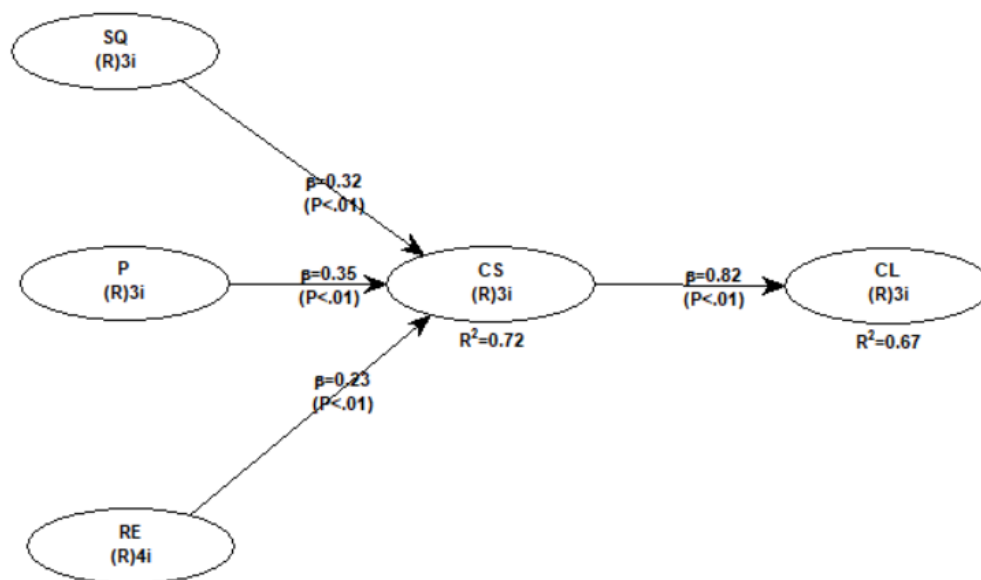 SQ
(R)3i
β=0.32
(P<.01)
P
(R)3i
β=0.35
(P<.01)
CS
(R)3i
R²=0.72
β=0.82
(P<.01)
CL
(R)3i
R²=0.67
β=0.23
(P<.01)
RE
(R)4i